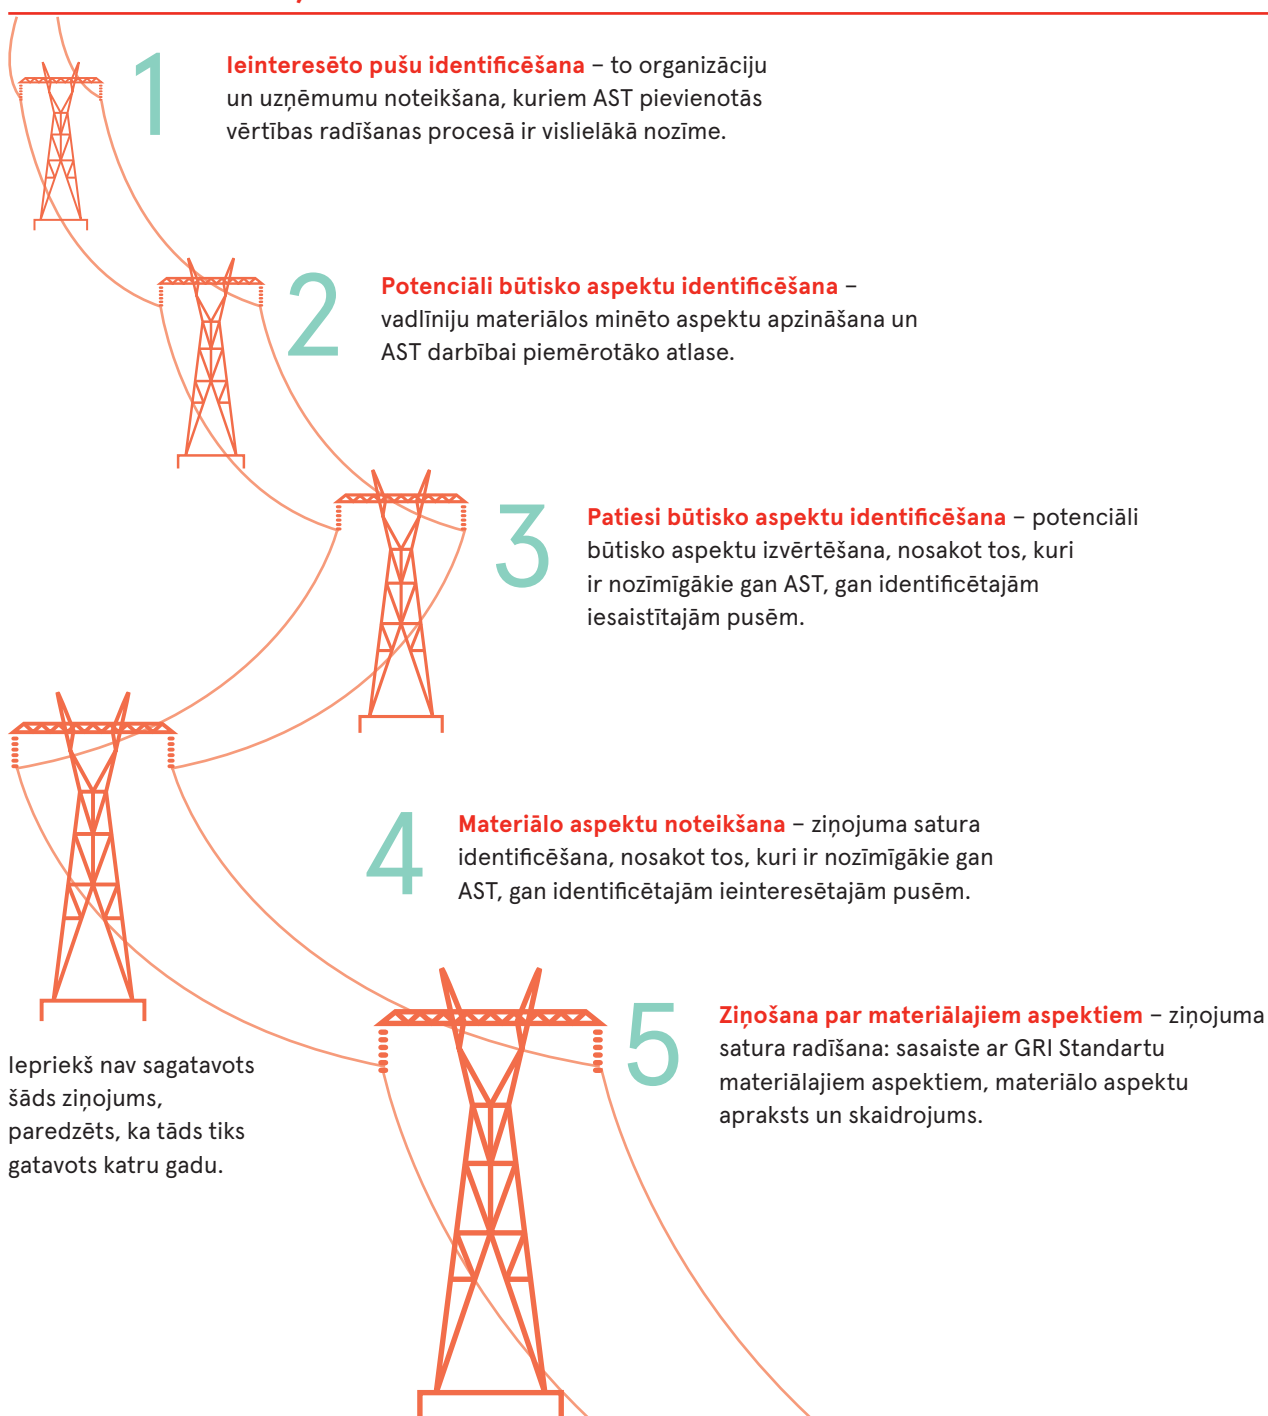 1
Ieinteresēto pušu identificēšana – to organizāciju
un uzņēmumu noteikšana, kuriem AST pievienotās
vērtības radīšanas procesā ir vislielākā nozīme.
2
Potenciāli būtisko aspektu identificēšana –
vadlīniju materiālos minēto aspektu apzināšana un
AST darbībai piemērotāko atlase.
3
Patiesi būtisko aspektu identificēšana – potenciāli
būtisko aspektu izvērtēšana, nosakot tos, kuri
ir nozīmīgākie gan AST, gan identificētajām
iesaistītajām pusēm.
4
Materiālo aspektu noteikšana – ziņojuma satura
identificēšana, nosakot tos, kuri ir nozīmīgākie gan
AST, gan identificētajām ieinteresētajām pusēm.
5
Ziņošana par materiālajiem aspektiem – ziņojuma
satura radīšana: sasaiste ar GRI Standartu
materiālajiem aspektiem, materiālo aspektu
apraksts un skaidrojums.
Iepriekš nav sagatavots
šāds ziņojums,
paredzēts, ka tāds tiks
gatavots katru gadu.